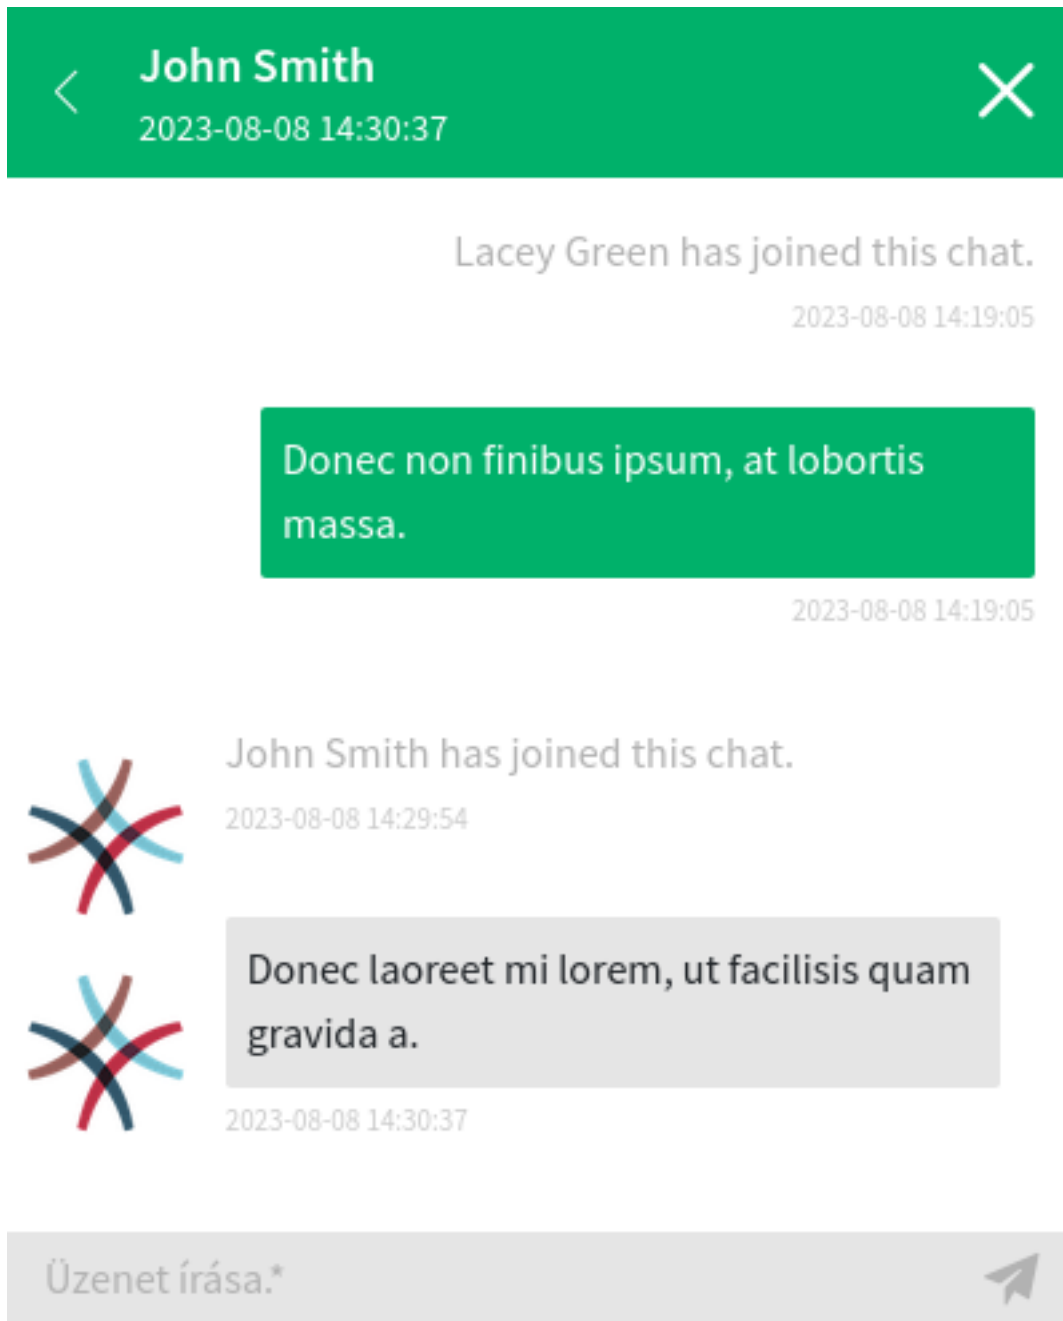 John Smith
2023-08-08 14:30:37
Lacey Green has joined this chat.
2023-08-08 14:19:05
Donec non finibus ipsum, at lobortis
massa.
2023-08-08 14:19:05
John Smith has joined this chat.
2023-08-08 14:29:54
Donec laoreet mi lorem, ut facilisis quam
gravida a.
2023-08-08 14:30:37
Üzenet írása.*